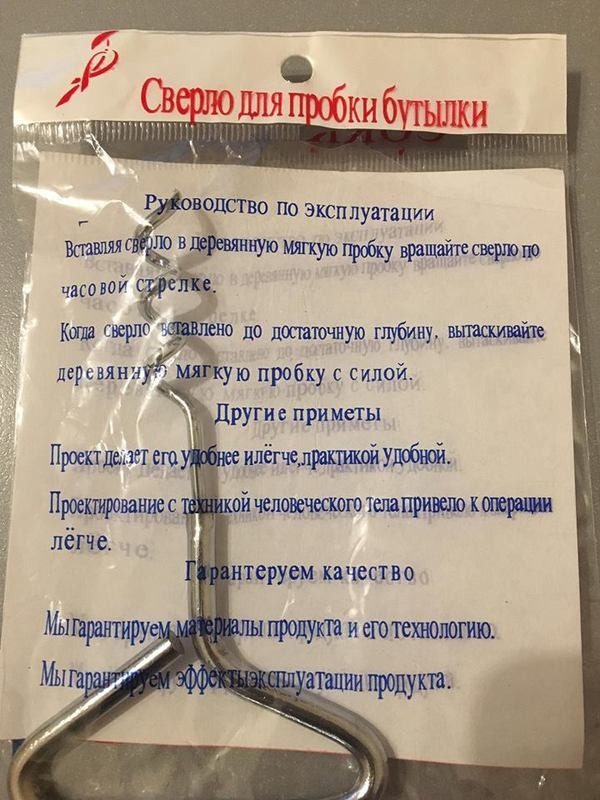 Сверло для пробки бутылки
Руководство по эксплуатации
Вставляя сверло в деревянную мягкую пробку вращайте сверло по
часовой стрелке.
Когда сверло вставлено до достаточную глубину, вытаскивайте
деревянную мягкую пробку с силой.
Другие приметы
Проект делает его удобнее илёгче,практикой удобной.
Проектирование с техникой человеческого тела привело к операции
лёгче.
Гарантеруем качество
Мы гарантируем материалы продукта и его технологию.
Мы гарантируем эффекты эксплуатации продукта.